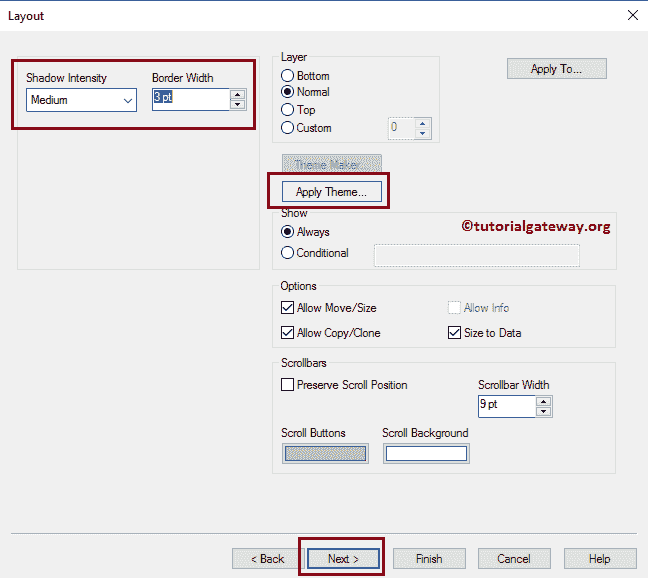 Layout
Shadow Intensity
Border Width
Medium
3 pt
Layer
Bottom
Normal
Top
Custom
0
Apply To...
Theme Maker...
Apply Theme...
Show
Always
Conditional
©tutorialgateway.org
Options
Allow Move/Size
Allow Info
Allow Copy/Clone
Size to Data
Scrollbars
Preserve Scroll Position
Scrollbar Width
9 pt
Scroll Buttons
Scroll Background
< Back
Next >
Finish
Cancel
Help